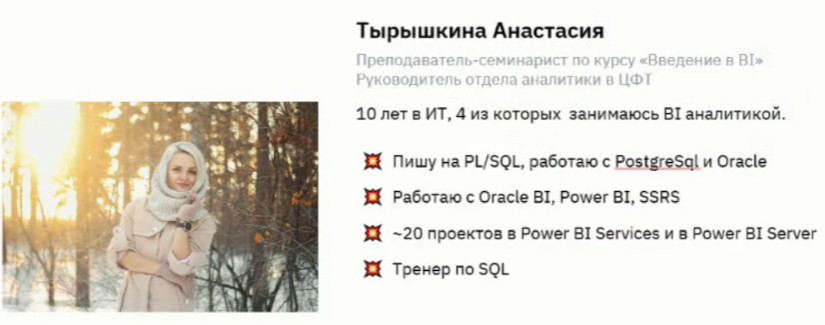 Тырышкина Анастасия
Преподаватель-семинарист по курсу «Введение в BI»
Руководитель отдела аналитики в ЦФТ
10 лет в ИТ, 4 из которых занимаюсь BI аналитикой.
Пишу на PL/SQL, работаю с PostgreSql и Oracle
Работаю с Oracle BI, Power BI, SSRS
~20 проектов в Power BI Services и в Power BI Server
Тренер по SQL